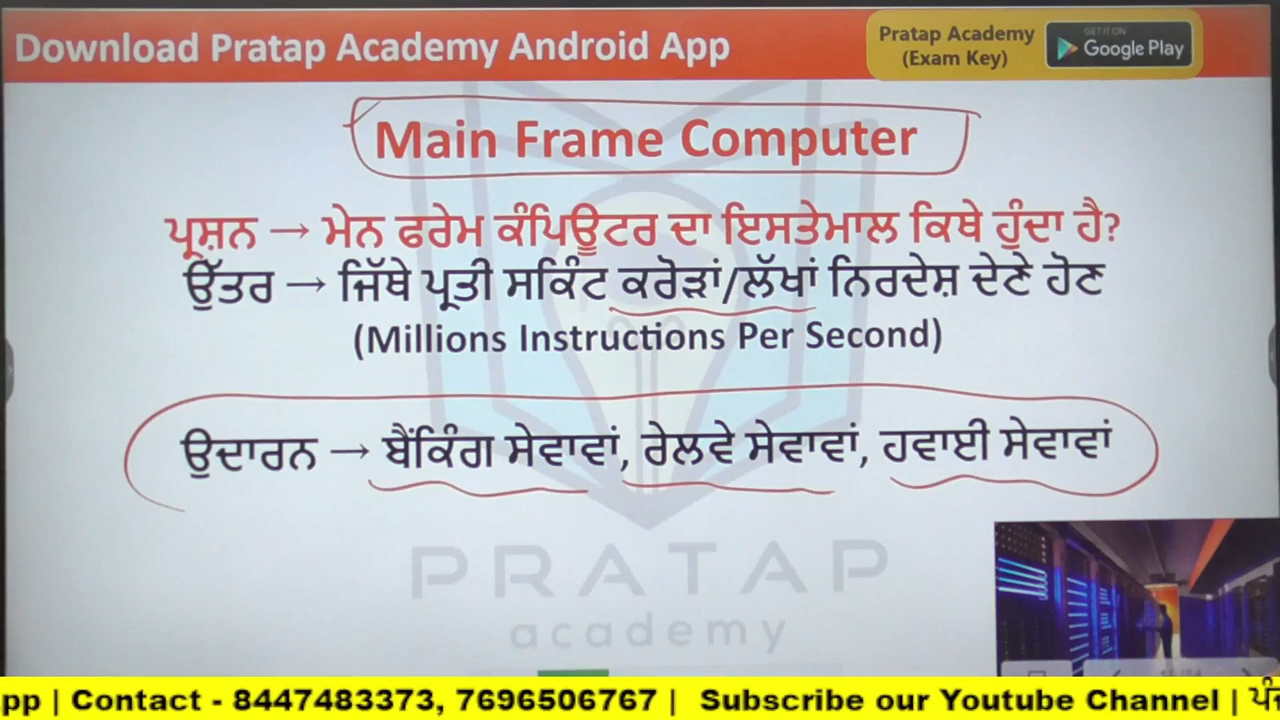 Download Pratap Academy Android App
Pratap Academy
(Exam Key)
GET IT ON
Google Play
Main Frame Computer
ਪ੍ਰਸ਼ਨ → ਮੇਨ ਫਰੇਮ ਕੰਪਿਊਟਰ ਦਾ ਇਸਤੇਮਾਲ ਕਿਥੇ ਹੁੰਦਾ ਹੈ?
ਉੱਤਰ → ਜਿੱਥੇ ਪ੍ਰਤੀ ਸਕਿੰਟ ਕਰੋੜਾਂ/ਲੱਖਾਂ ਨਿਰਦੇਸ਼ ਦੇਣੇ ਹੋਣ
(Millions Instructions Per Second)
ਉਦਾਰਨ → ਬੈਂਕਿੰਗ ਸੇਵਾਵਾਂ, ਰੇਲਵੇ ਸੇਵਾਵਾਂ, ਹਵਾਈ ਸੇਵਾਵਾਂ
PRATAP
academy
pp | Contact - 8447483373, 7696506767 | Subscribe our Youtube Channel |